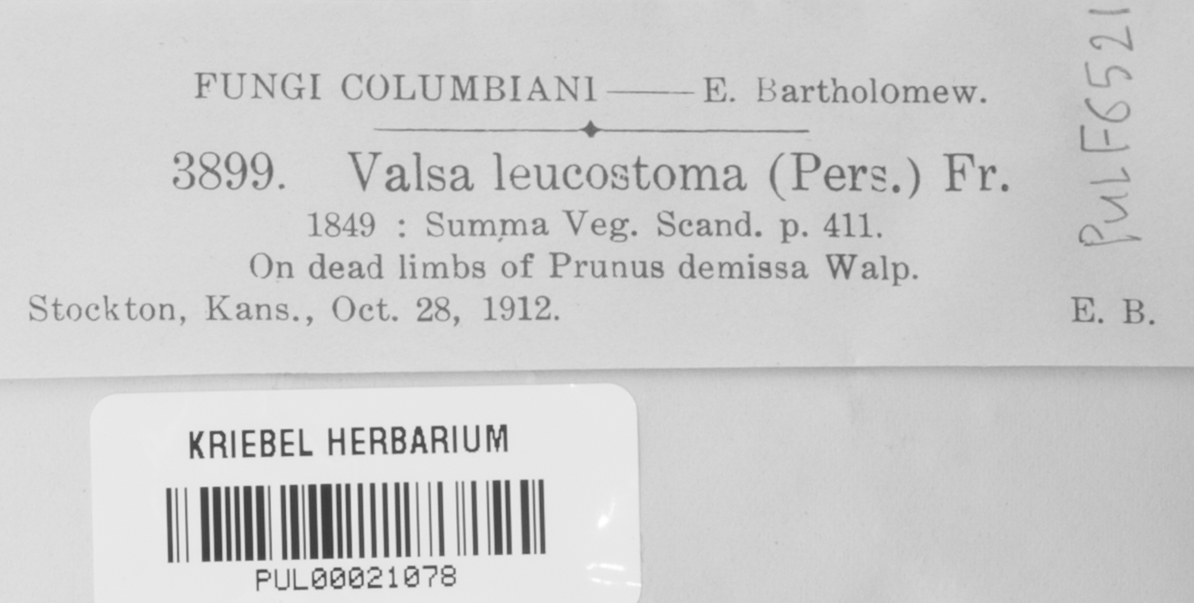 FUNGI COLUMBIANI —— E. Bartholomew.
3899. Valsa leucostoma (Pers.) Fr.
1849 : Summa Veg. Scand. p. 411.
On dead limbs of Prunus demissa Walp.
Stockton, Kans., Oct. 28, 1912. E. B.
PUL F6521
KRIEBEL HERBARIUM
PUL00021078